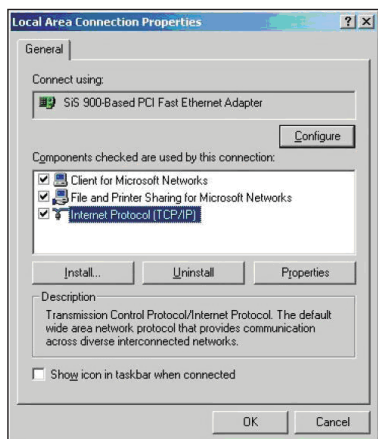 Local Area Connection Properties
General
Connect using:
SiS 900-Based PCI Fast Ethernet Adapter
Configure
Components checked are used by this connection:
Client for Microsoft Networks
File and Printer Sharing for Microsoft Networks
Internet Protocol (TCP/IP)
Install...
Uninstall
Properties
Description
Transmission Control Protocol/Internet Protocol. The default
wide area network protocol that provides communication
across diverse interconnected networks.
Show icon in taskbar when connected
OK
Cancel